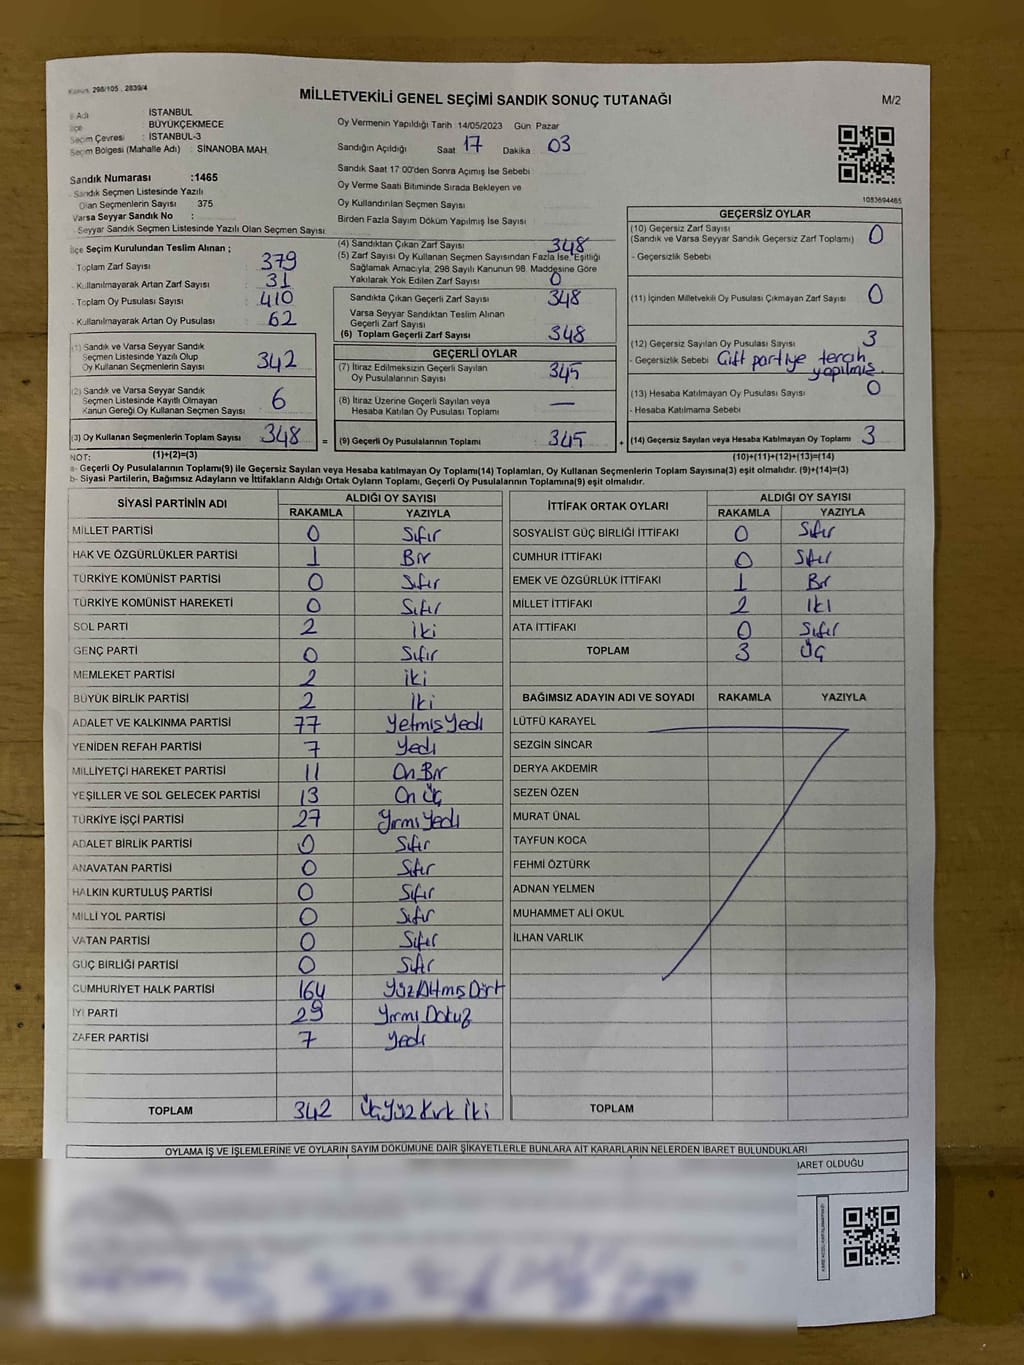 298/105 , 2839/4
MİLLETVEKİLİ GENEL SEÇİMİ SANDIK SONUÇ TUTANAĞI
M/2
İl Adı : İSTANBUL
İlçe : BÜYÜKÇEKMECE
Seçim Çevresi : İSTANBUL-3
Seçim Bölgesi (Mahalle Adı) : SİNANOBA MAH.
Oy Vermenin Yapıldığı Tarih 14/05/2023 Gün Pazar
Sandığın Açıldığı Saat 17 Dakika 03
Sandık Saat 17:00'den Sonra Açımış İse Sebebi :
Oy Verme Saati Bitiminde Sırada Bekleyen ve
Oy Kullandırılan Seçmen Sayısı :
Birden Fazla Sayım Döküm Yapılmış İse Sayısı :
1083694465
Sandık Numarası :1465
Sandık Seçmen Listesinde Yazılı
Olan Seçmenlerin Sayısı : 375
Varsa Seyyar Sandık No :
Seyyar Sandık Seçmen Listesinde Yazılı Olan Seçmen Sayısı:
İlçe Seçim Kurulundan Teslim Alınan ;
- Toplam Zarf Sayısı : 379
- Kullanılmayarak Artan Zarf Sayısı : 31
- Toplam Oy Pusulası Sayısı : 410
- Kullanılmayarak Artan Oy Pusulası : 62
(1) Sandık ve Varsa Seyyar Sandık
Seçmen Listesinde Yazılı Olup
Oy Kullanan Seçmenlerin Sayısı : 342
(2) Sandık ve Varsa Seyyar Sandık
Seçmen Listesinde Kayıtlı Olmayan
Kanun Gereği Oy Kullanan Seçmen Sayısı : 6
(3) Oy Kullanan Seçmenlerin Toplam Sayısı : 348 =
(1)+(2)=(3)
(4) Sandıktan Çıkan Zarf Sayısı : 348
(5) Zarf Sayısı Oy Kullanan Seçmen Sayısından Fazla İse, Eşitliği
Sağlamak Amacıyla, 298 Sayılı Kanunun 98. Maddesine Göre
Yakılarak Yok Edilen Zarf Sayısı : 0
Sandıkta Çıkan Geçerli Zarf Sayısı : 348
Varsa Seyyar Sandıktan Teslim Alınan
Geçerli Zarf Sayısı :
(6) Toplam Geçerli Zarf Sayısı : 348
GEÇERLİ OYLAR
(7) İtiraz Edilmeksizin Geçerli Sayılan
Oy Pusulalarının Sayısı : 345
(8) İtiraz Üzerine Geçerli Sayılan veya
Hesaba Katılan Oy Pusulası Toplamı : —
(9) Geçerli Oy Pusulalarının Toplamı : 345 +
GEÇERSİZ OYLAR
(10) Geçersiz Zarf Sayısı :
(Sandık ve Varsa Seyyar Sandık Geçersiz Zarf Toplamı) 0
- Geçersizlik Sebebi :
(11) İçinden Milletvekili Oy Pusulası Çıkmayan Zarf Sayısı : 0
(12) Geçersiz Sayılan Oy Pusulası Sayısı : 3
- Geçersizlik Sebebi : Çift partiye tercih
yapılmış.
(13) Hesaba Katılmayan Oy Pusulası Sayısı : 0
- Hesaba Katılmama Sebebi :
(14) Geçersiz Sayılan veya Hesaba Katılmayan Oy Toplamı : 3
(10)+(11)+(12)+(13)=(14)
NOT:
a- Geçerli Oy Pusulalarının Toplamı(9) ile Geçersiz Sayılan veya Hesaba katılmayan Oy Toplamı(14) Toplamları, Oy Kullanan Seçmenlerin Toplam Sayısına(3) eşit olmalıdır. (9)+(14)=(3)
b- Siyasi Partilerin, Bağımsız Adayların ve İttifakların Aldığı Ortak Oyların Toplamı, Geçerli Oy Pusulalarının Toplamına(9) eşit olmalıdır.
SİYASİ PARTİNİN ADI ALDIĞI OY SAYISI
RAKAMLA YAZIYLA
MİLLET PARTİSİ 0 Sıfır
HAK VE ÖZGÜRLÜKLER PARTİSİ 1 Bir
TÜRKİYE KOMÜNİST PARTİSİ 0 Sıfır
TÜRKİYE KOMÜNİST HAREKETİ 0 Sıfır
SOL PARTİ 2 iki
GENÇ PARTİ 0 Sıfır
MEMLEKET PARTİSİ 2 iki
BÜYÜK BİRLİK PARTİSİ 2 iki
ADALET VE KALKINMA PARTİSİ 77 YetmişYedi
YENİDEN REFAH PARTİSİ 7 Yedi
MİLLİYETÇİ HAREKET PARTİSİ 11 On Bir
YEŞİLLER VE SOL GELECEK PARTİSİ 13 On Üç
TÜRKİYE İŞÇİ PARTİSİ 27 YirmiYedi
ADALET BİRLİK PARTİSİ 0 Sıfır
ANAVATAN PARTİSİ 0 Sıfır
HALKIN KURTULUŞ PARTİSİ 0 Sıfır
MİLLİ YOL PARTİSİ 0 Sıfır
VATAN PARTİSİ 0 Sıfır
GÜÇ BİRLİĞİ PARTİSİ 0 Sıfır
CUMHURİYET HALK PARTİSİ 164 YüzAltmışDört
İYİ PARTİ 29 Yirmi Dokuz
ZAFER PARTİSİ 7 Yedi
TOPLAM 342 ÜçYüz Kırk İki
İTTİFAK ORTAK OYLARI ALDIĞI OY SAYISI
RAKAMLA YAZIYLA
SOSYALİST GÜÇ BİRLİĞİ İTTİFAKI 0 Sıfır
CUMHUR İTTİFAKI 0 Sıfır
EMEK VE ÖZGÜRLÜK İTTİFAKI 1 Bir
MİLLET İTTİFAKI 2 İki
ATA İTTİFAKI 0 Sıfır
TOPLAM 3 Üç
BAĞIMSIZ ADAYIN ADI VE SOYADI RAKAMLA YAZIYLA
LÜTFÜ KARAYEL
SEZGİN SİNCAR
DERYA AKDEMİR
SEZEN ÖZEN
MURAT ÜNAL
TAYFUN KOCA
FEHMİ ÖZTÜRK
ADNAN YELMEN
MUHAMMET ALİ OKUL
İLHAN VARLIK
TOPLAM
OYLAMA İŞ VE İŞLEMLERİNE VE OYLARIN SAYIM DÖKÜMÜNE DAİR ŞİKAYETLERLE BUNLARA AİT KARARLARIN NELERDEN İBARET BULUNDUKLARI
İBARET OLDUĞU